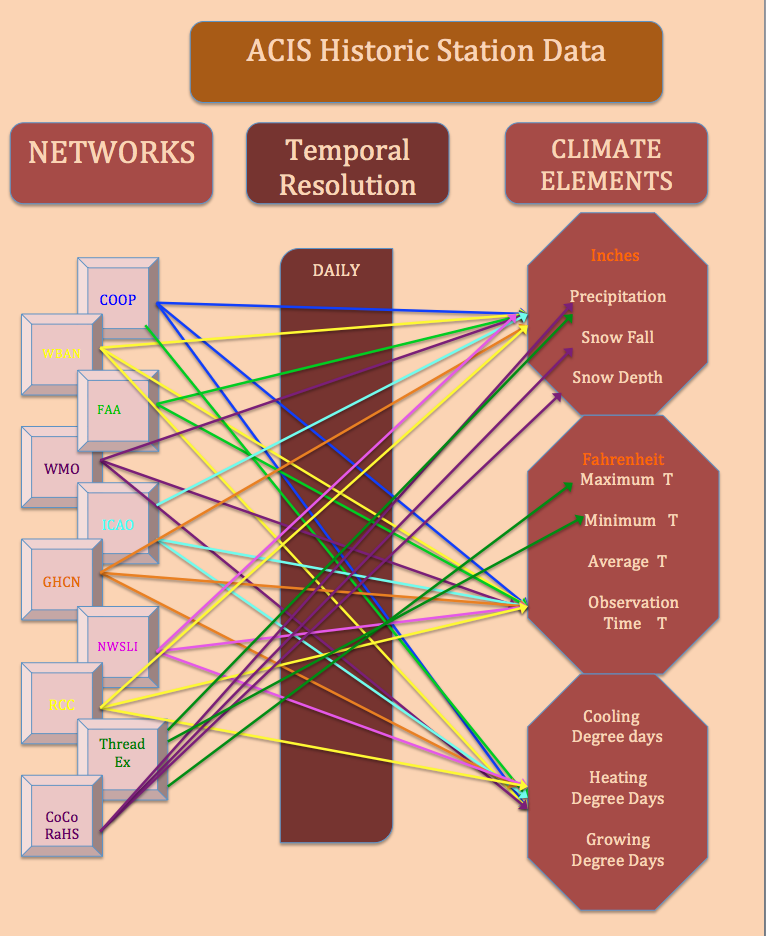 ACIS Historic Station Data
NETWORKS
Temporal
Resolution
CLIMATE
ELEMENTS
COOP
WBAN
FAA
WMO
ICAO
GHCN
NWSLI
RCC
Thread
Ex
CoCo
RaHS
DAILY
Inches
Precipitation
Snow Fall
Snow Depth
Fahrenheit
Maximum T
Minimum T
Average T
Observation
Time T
Cooling
Degree days
Heating
Degree Days
Growing
Degree Days